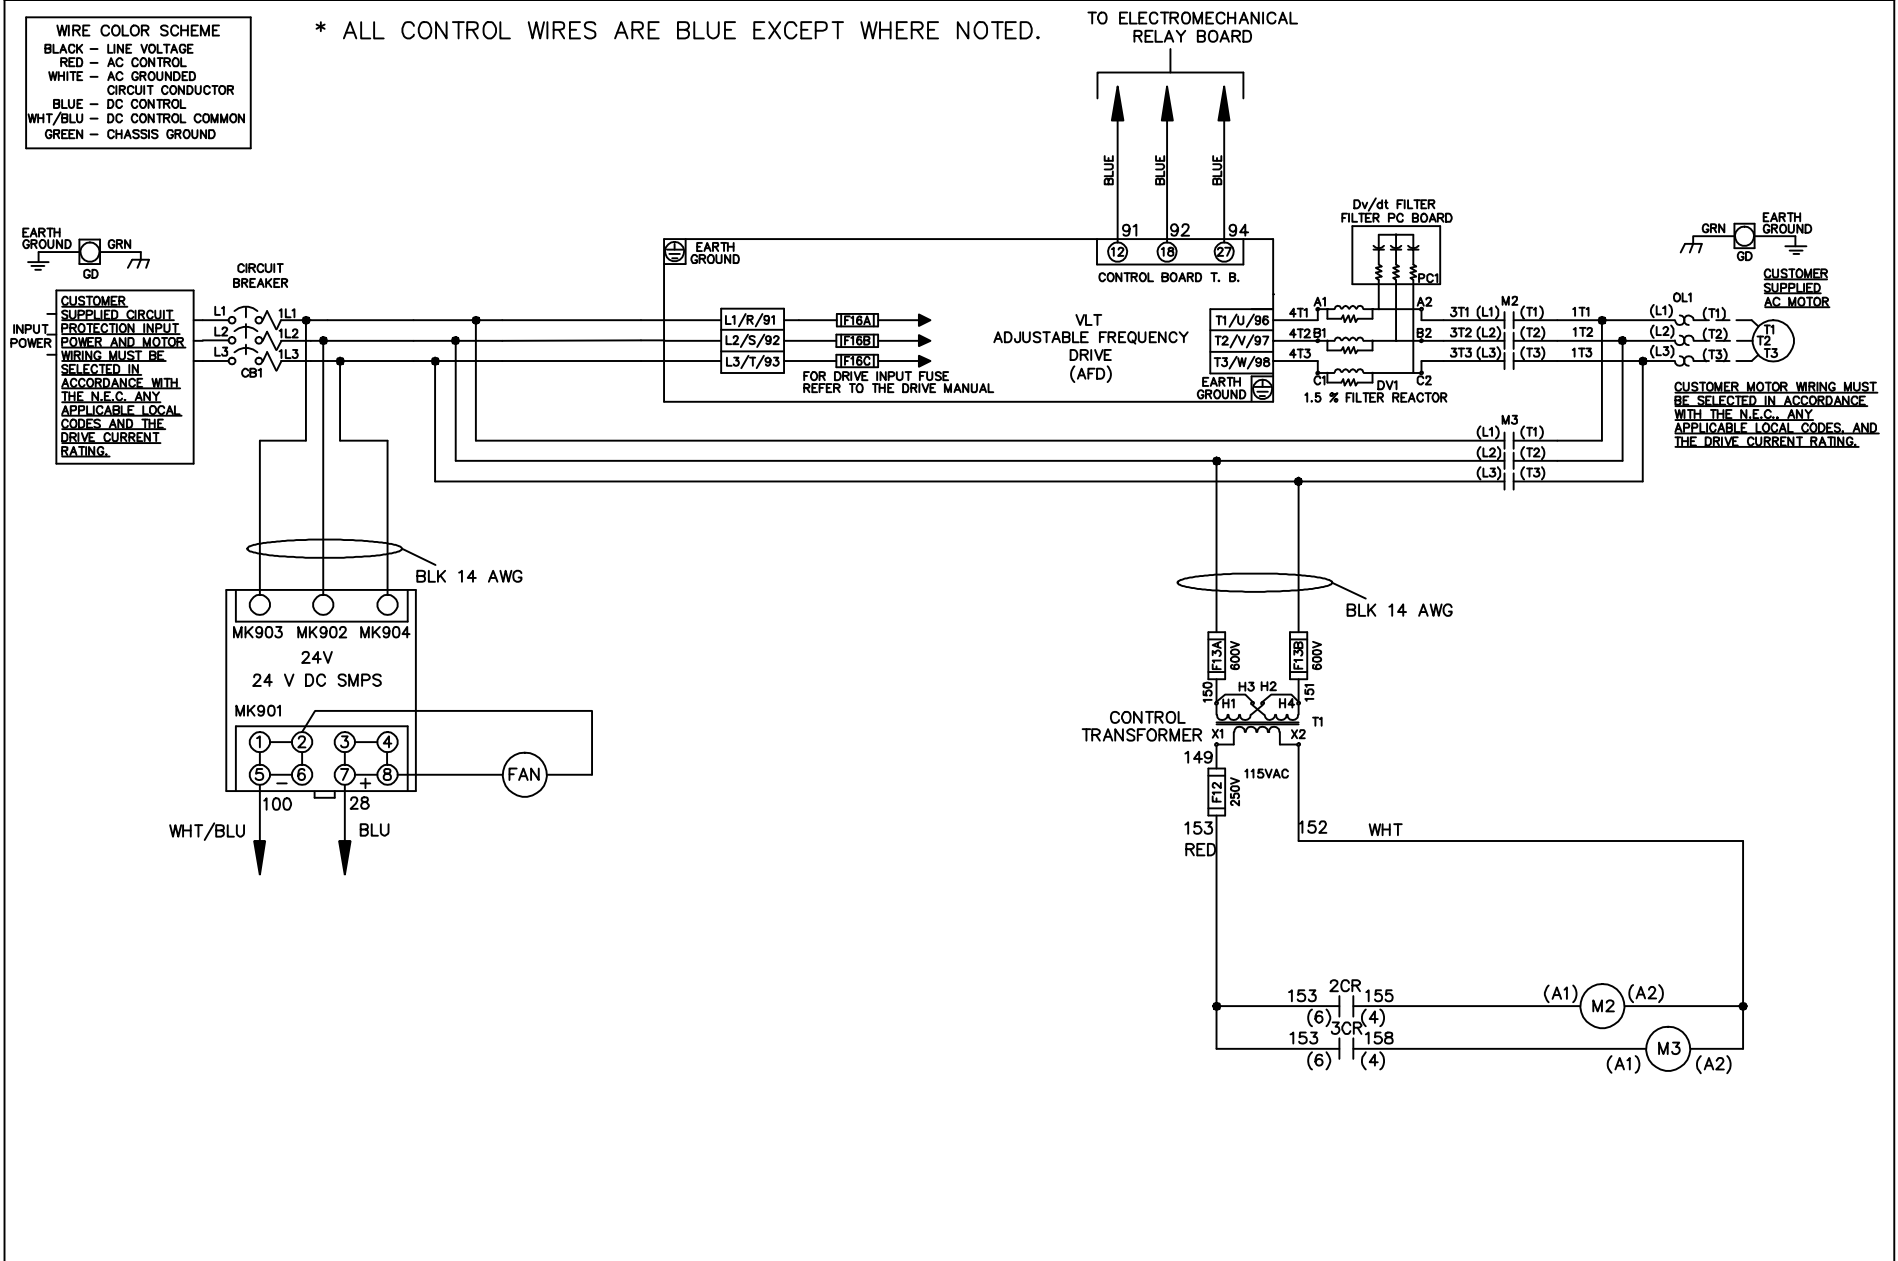 WIRE COLOR SCHEME
BLACK – LINE VOLTAGE
RED – AC CONTROL
WHITE – AC GROUNDED
CIRCUIT CONDUCTOR
BLUE – DC CONTROL
WHT/BLU – DC CONTROL COMMON
GREEN – CHASSIS GROUND
* ALL CONTROL WIRES ARE BLUE EXCEPT WHERE NOTED.
TO ELECTROMECHANICAL
RELAY BOARD
BLUE
BLUE
BLUE
91 92 94
12 18 27
CONTROL BOARD T. B.
EARTH
GROUND
GRN
GD
CIRCUIT
BREAKER
INPUT
POWER
CUSTOMER
SUPPLIED CIRCUIT
PROTECTION INPUT
POWER AND MOTOR
WIRING MUST BE
SELECTED IN
ACCORDANCE WITH
THE N.E.C. ANY
APPLICABLE LOCAL
CODES AND THE
DRIVE CURRENT
RATING.
L1 1L1
L2 1L2
L3 1L3
CB1
EARTH
GROUND
L1/R/91 F16A
L2/S/92 F16B
L3/T/93 F16C
FOR DRIVE INPUT FUSE
REFER TO THE DRIVE MANUAL
VLT
ADJUSTABLE FREQUENCY
DRIVE
(AFD)
T1/U/96
T2/V/97
T3/W/98
EARTH
GROUND
4T1
4T2
4T3
Dv/dt FILTER
FILTER PC BOARD
PC1
A1 A2
B1 B2
C1 C2
DV1
1.5 % FILTER REACTOR
M2
3T1 (L1) (T1) 1T1
3T2 (L2) (T2) 1T2
3T3 (L3) (T3) 1T3
M3
(L1) (T1)
(L2) (T2)
(L3) (T3)
OL1
(L1) (T1)
(L2) (T2)
(L3) (T3)
T1
T2
T3
GRN
GD
EARTH
GROUND
CUSTOMER
SUPPLIED
AC MOTOR
CUSTOMER MOTOR WIRING MUST
BE SELECTED IN ACCORDANCE
WITH THE N.E.C., ANY
APPLICABLE LOCAL CODES, AND
THE DRIVE CURRENT RATING.
BLK 14 AWG
MK903 MK902 MK904
24V
24 V DC SMPS
MK901
1 2 3 4
5 – 6 7 + 8
FAN
100 28
WHT/BLU BLU
BLK 14 AWG
F13A 600V
F13B 600V
150 151
H3 H2
H1 H4
T1
CONTROL
TRANSFORMER
X1 X2
149
115VAC
F12 250V
153
RED
152 WHT
153 2CR 155
(6) (4)
(A1) M2 (A2)
153 3CR 158
(6) (4)
(A1) M3 (A2)